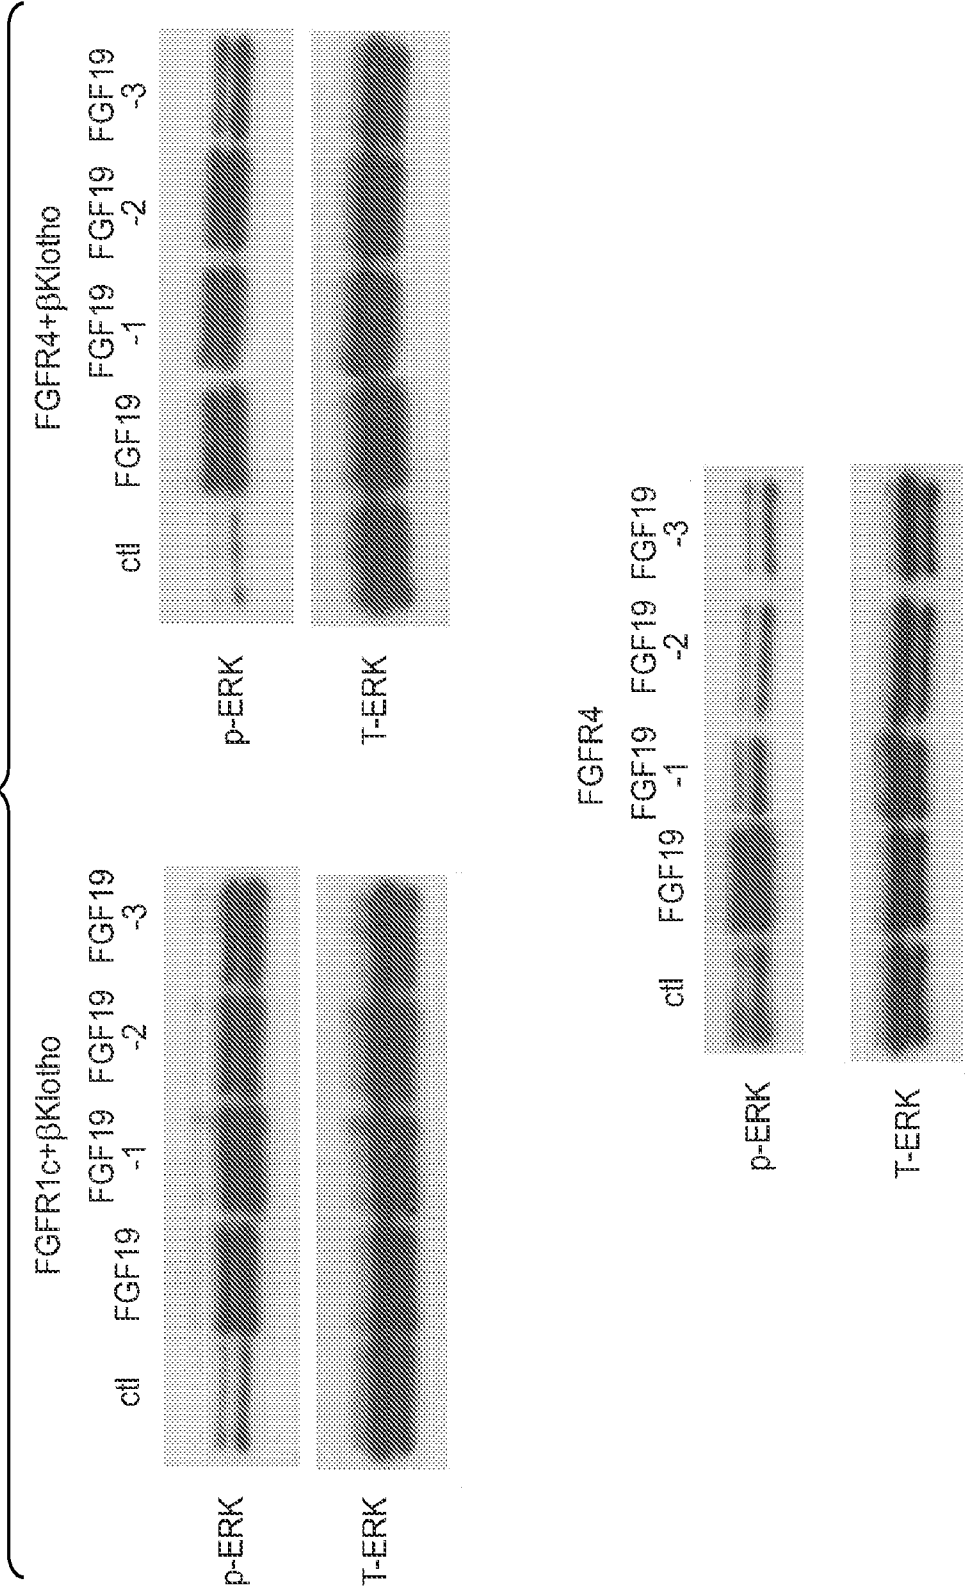 FGFR1c+βKlotho
ctl FGF19 FGF19 FGF19 FGF19
-1 -2 -3
p-ERK
T-ERK
FGFR4+βKlotho
ctl FGF19 FGF19 FGF19 FGF19
-1 -2 -3
p-ERK
T-ERK
FGFR4
ctl FGF19 FGF19 FGF19 FGF19
-1 -2 -3
p-ERK
T-ERK